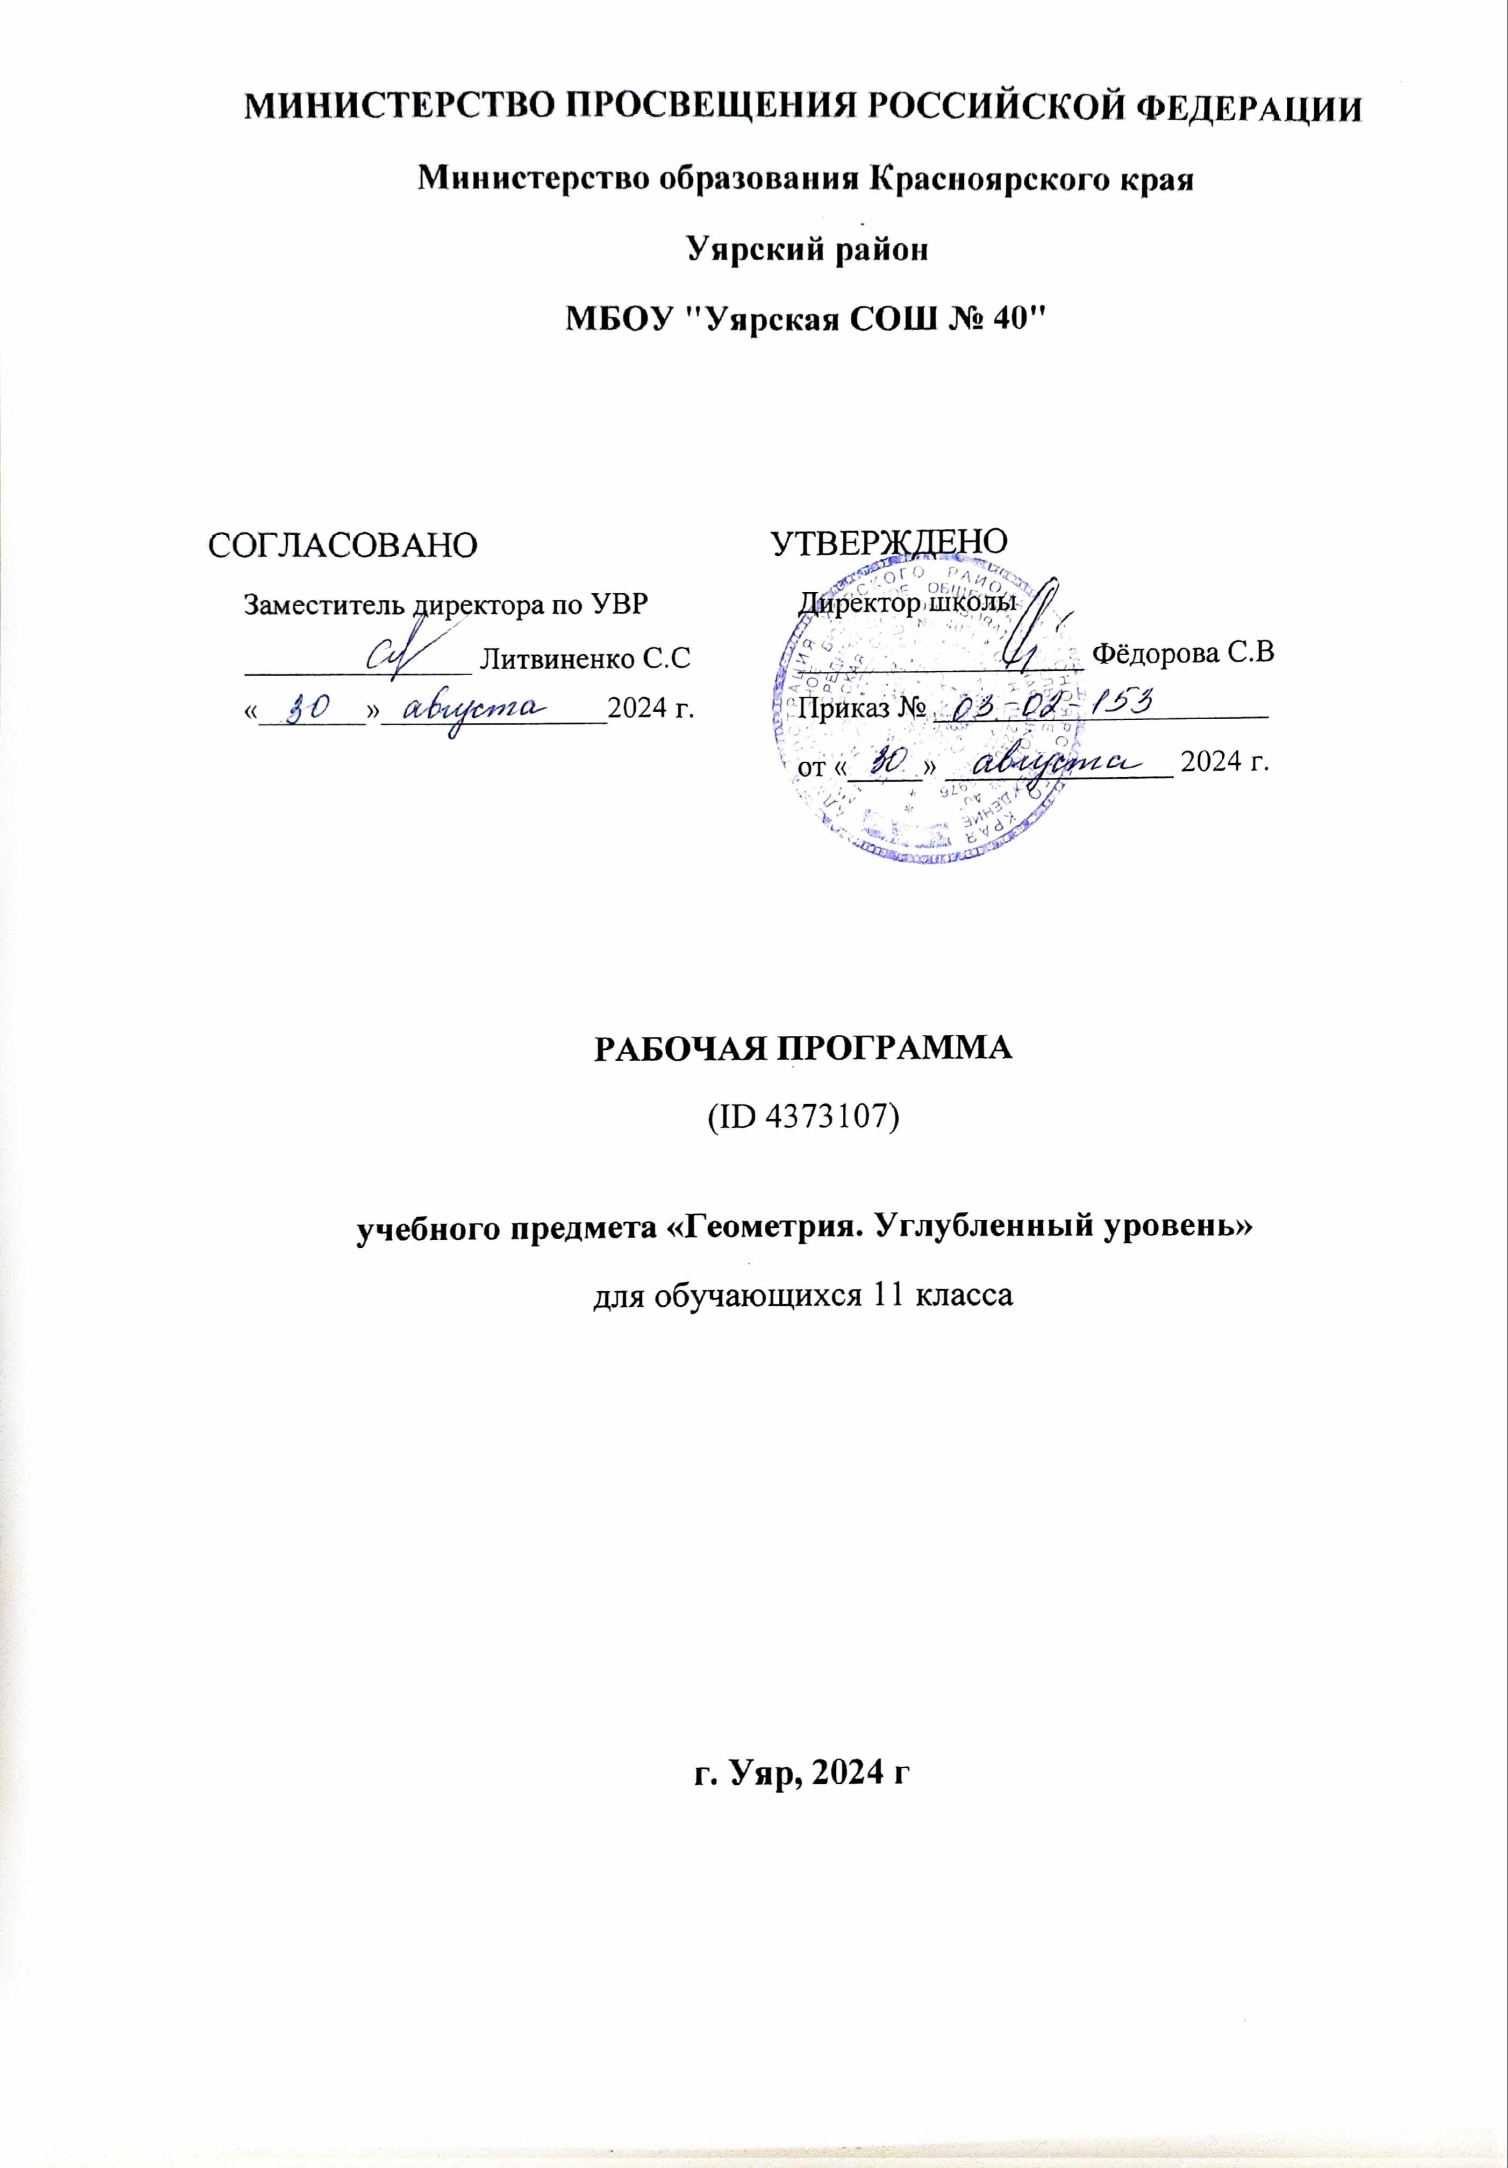 МИНИСТЕРСТВО ПРОСВЕЩЕНИЯ РОССИЙСКОЙ ФЕДЕРАЦИИ
Министерство образования Красноярского края
Уярский район
МБОУ "Уярская СОШ № 40"
СОГЛАСОВАНО
Заместитель директора по УВР
Литвиненко С.С
«30» августа 2024 г.
УТВЕРЖДЕНО
Директор школы
Фёдорова С.В
Приказ № 03-02-153
от «30» августа 2024 г.
РАБОЧАЯ ПРОГРАММА
(ID 4373107)
учебного предмета «Геометрия. Углубленный уровень»
для обучающихся 11 класса
г. Уяр, 2024 г